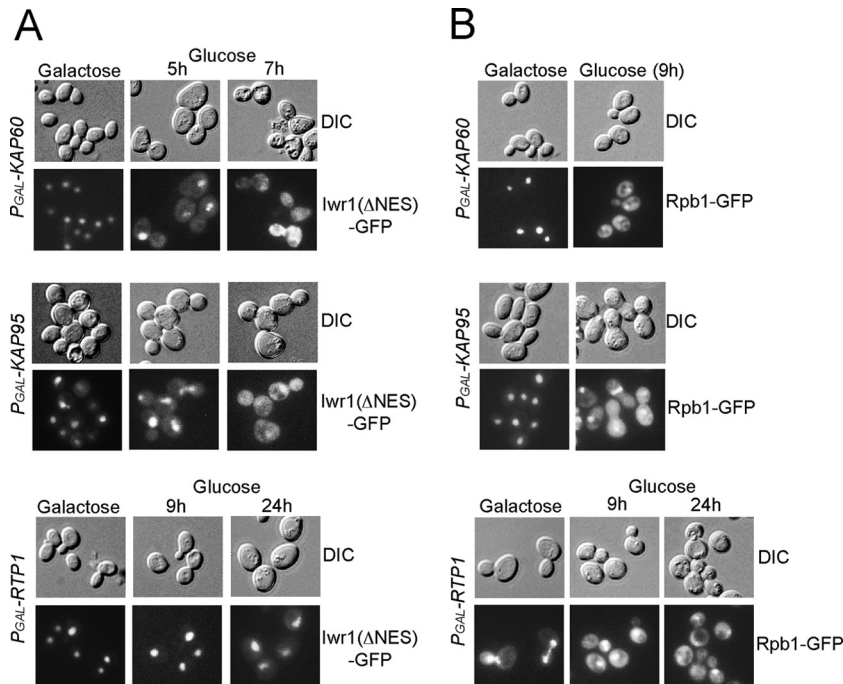 A
Glucose
Galactose 5h 7h
PGAL-KAP60
DIC
Iwr1(ΔNES)
-GFP
PGAL-KAP95
DIC
Iwr1(ΔNES)
-GFP
Glucose
Galactose 9h 24h
PGAL-RTP1
DIC
Iwr1(ΔNES)
-GFP
B
Galactose Glucose (9h)
PGAL-KAP60
DIC
Rpb1-GFP
PGAL-KAP95
DIC
Rpb1-GFP
Glucose
Galactose 9h 24h
PGAL-RTP1
DIC
Rpb1-GFP